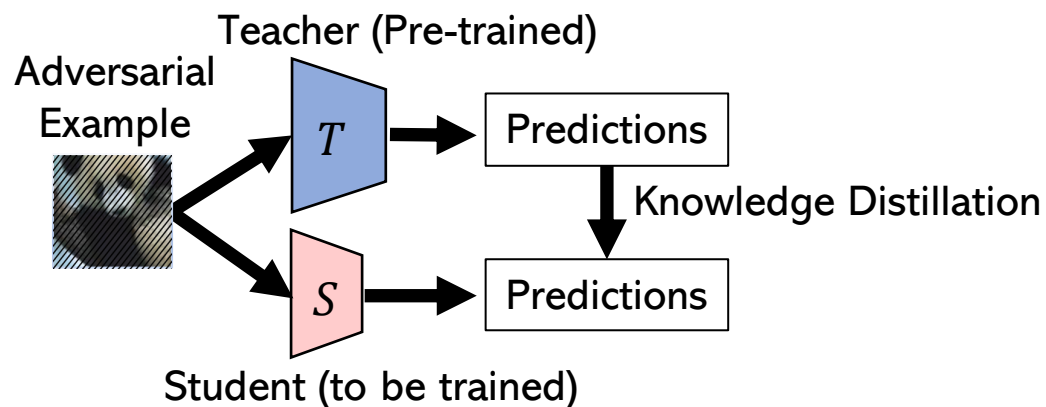 Teacher (Pre-trained)
Adversarial
Example
T
Predictions
Knowledge Distillation
S
Predictions
Student (to be trained)